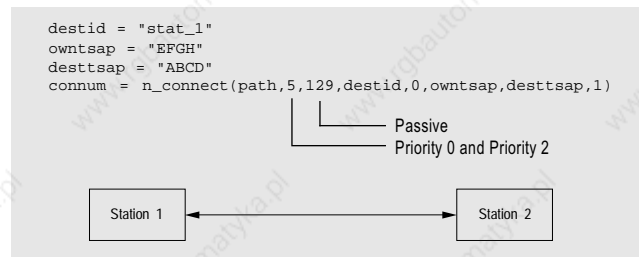 destid = "stat_1"
owntsap = "EFGH"
desttsap = "ABCD"
connum = n_connect(path,5,129,destid,0,owntsap,desttsap,1)
Passive
Priority 0 and Priority 2
Station 1
Station 2